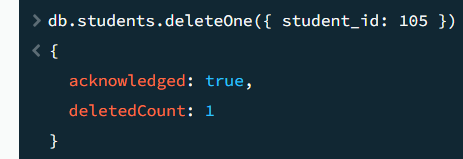 > db.students.deleteOne({ student_id: 105 })
< {
acknowledged: true,
deletedCount: 1
}